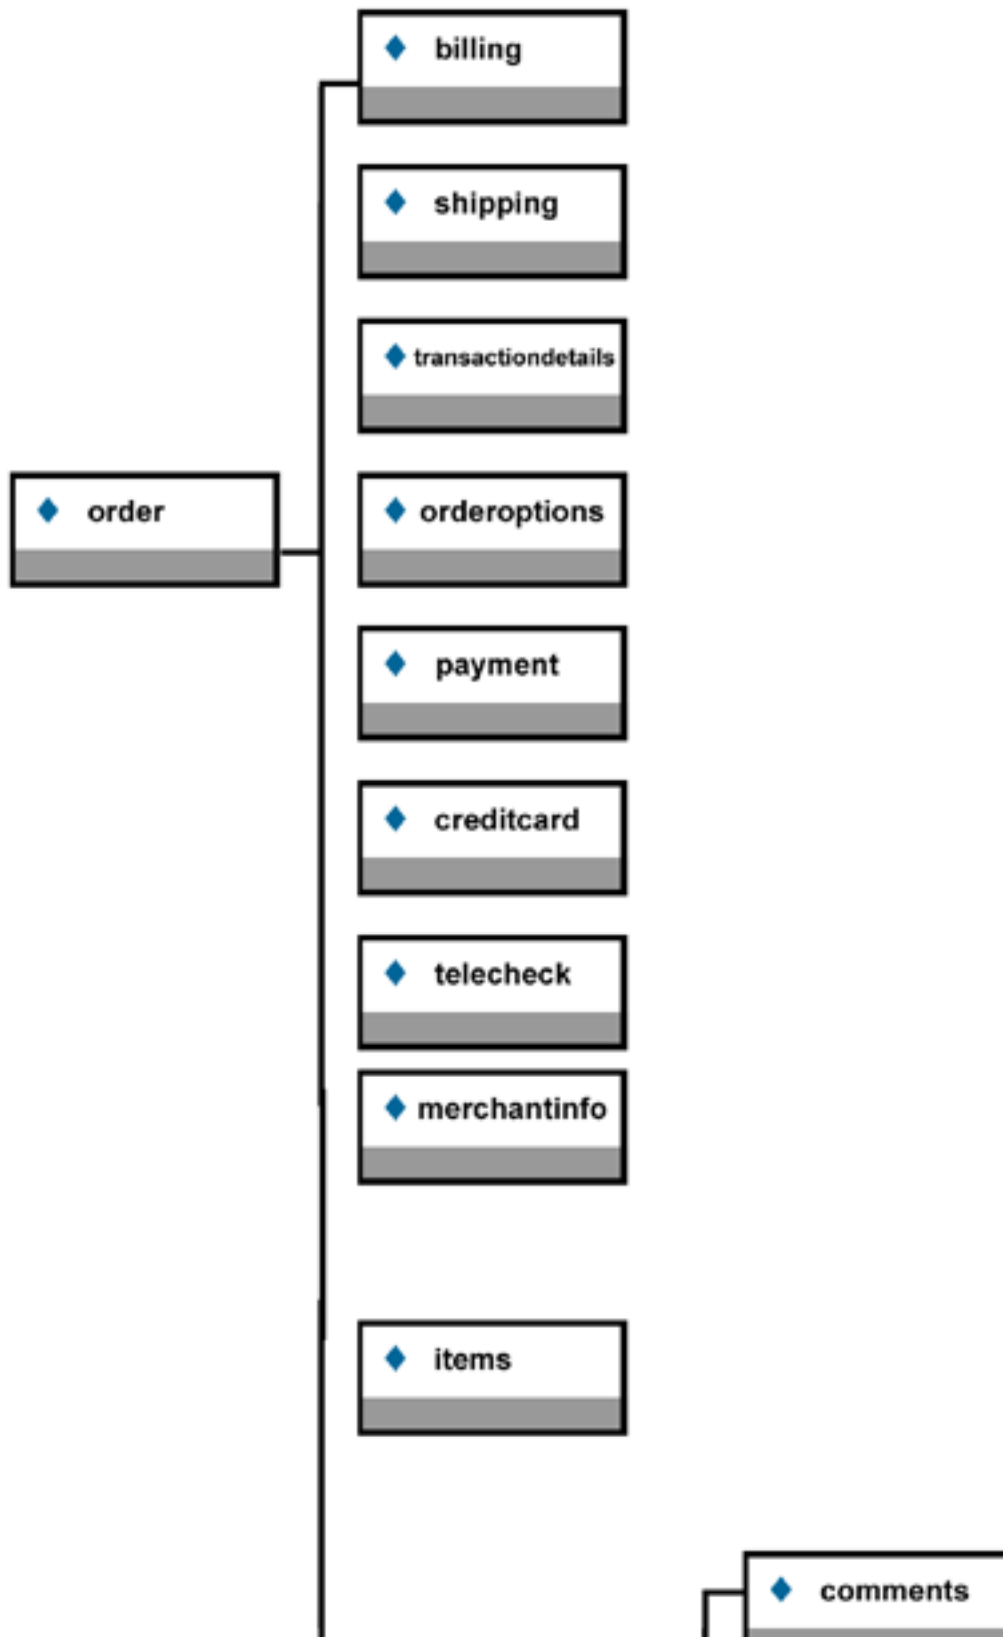 billing
shipping
transactiondetails
order
orderoptions
payment
creditcard
telecheck
merchantinfo
items
comments